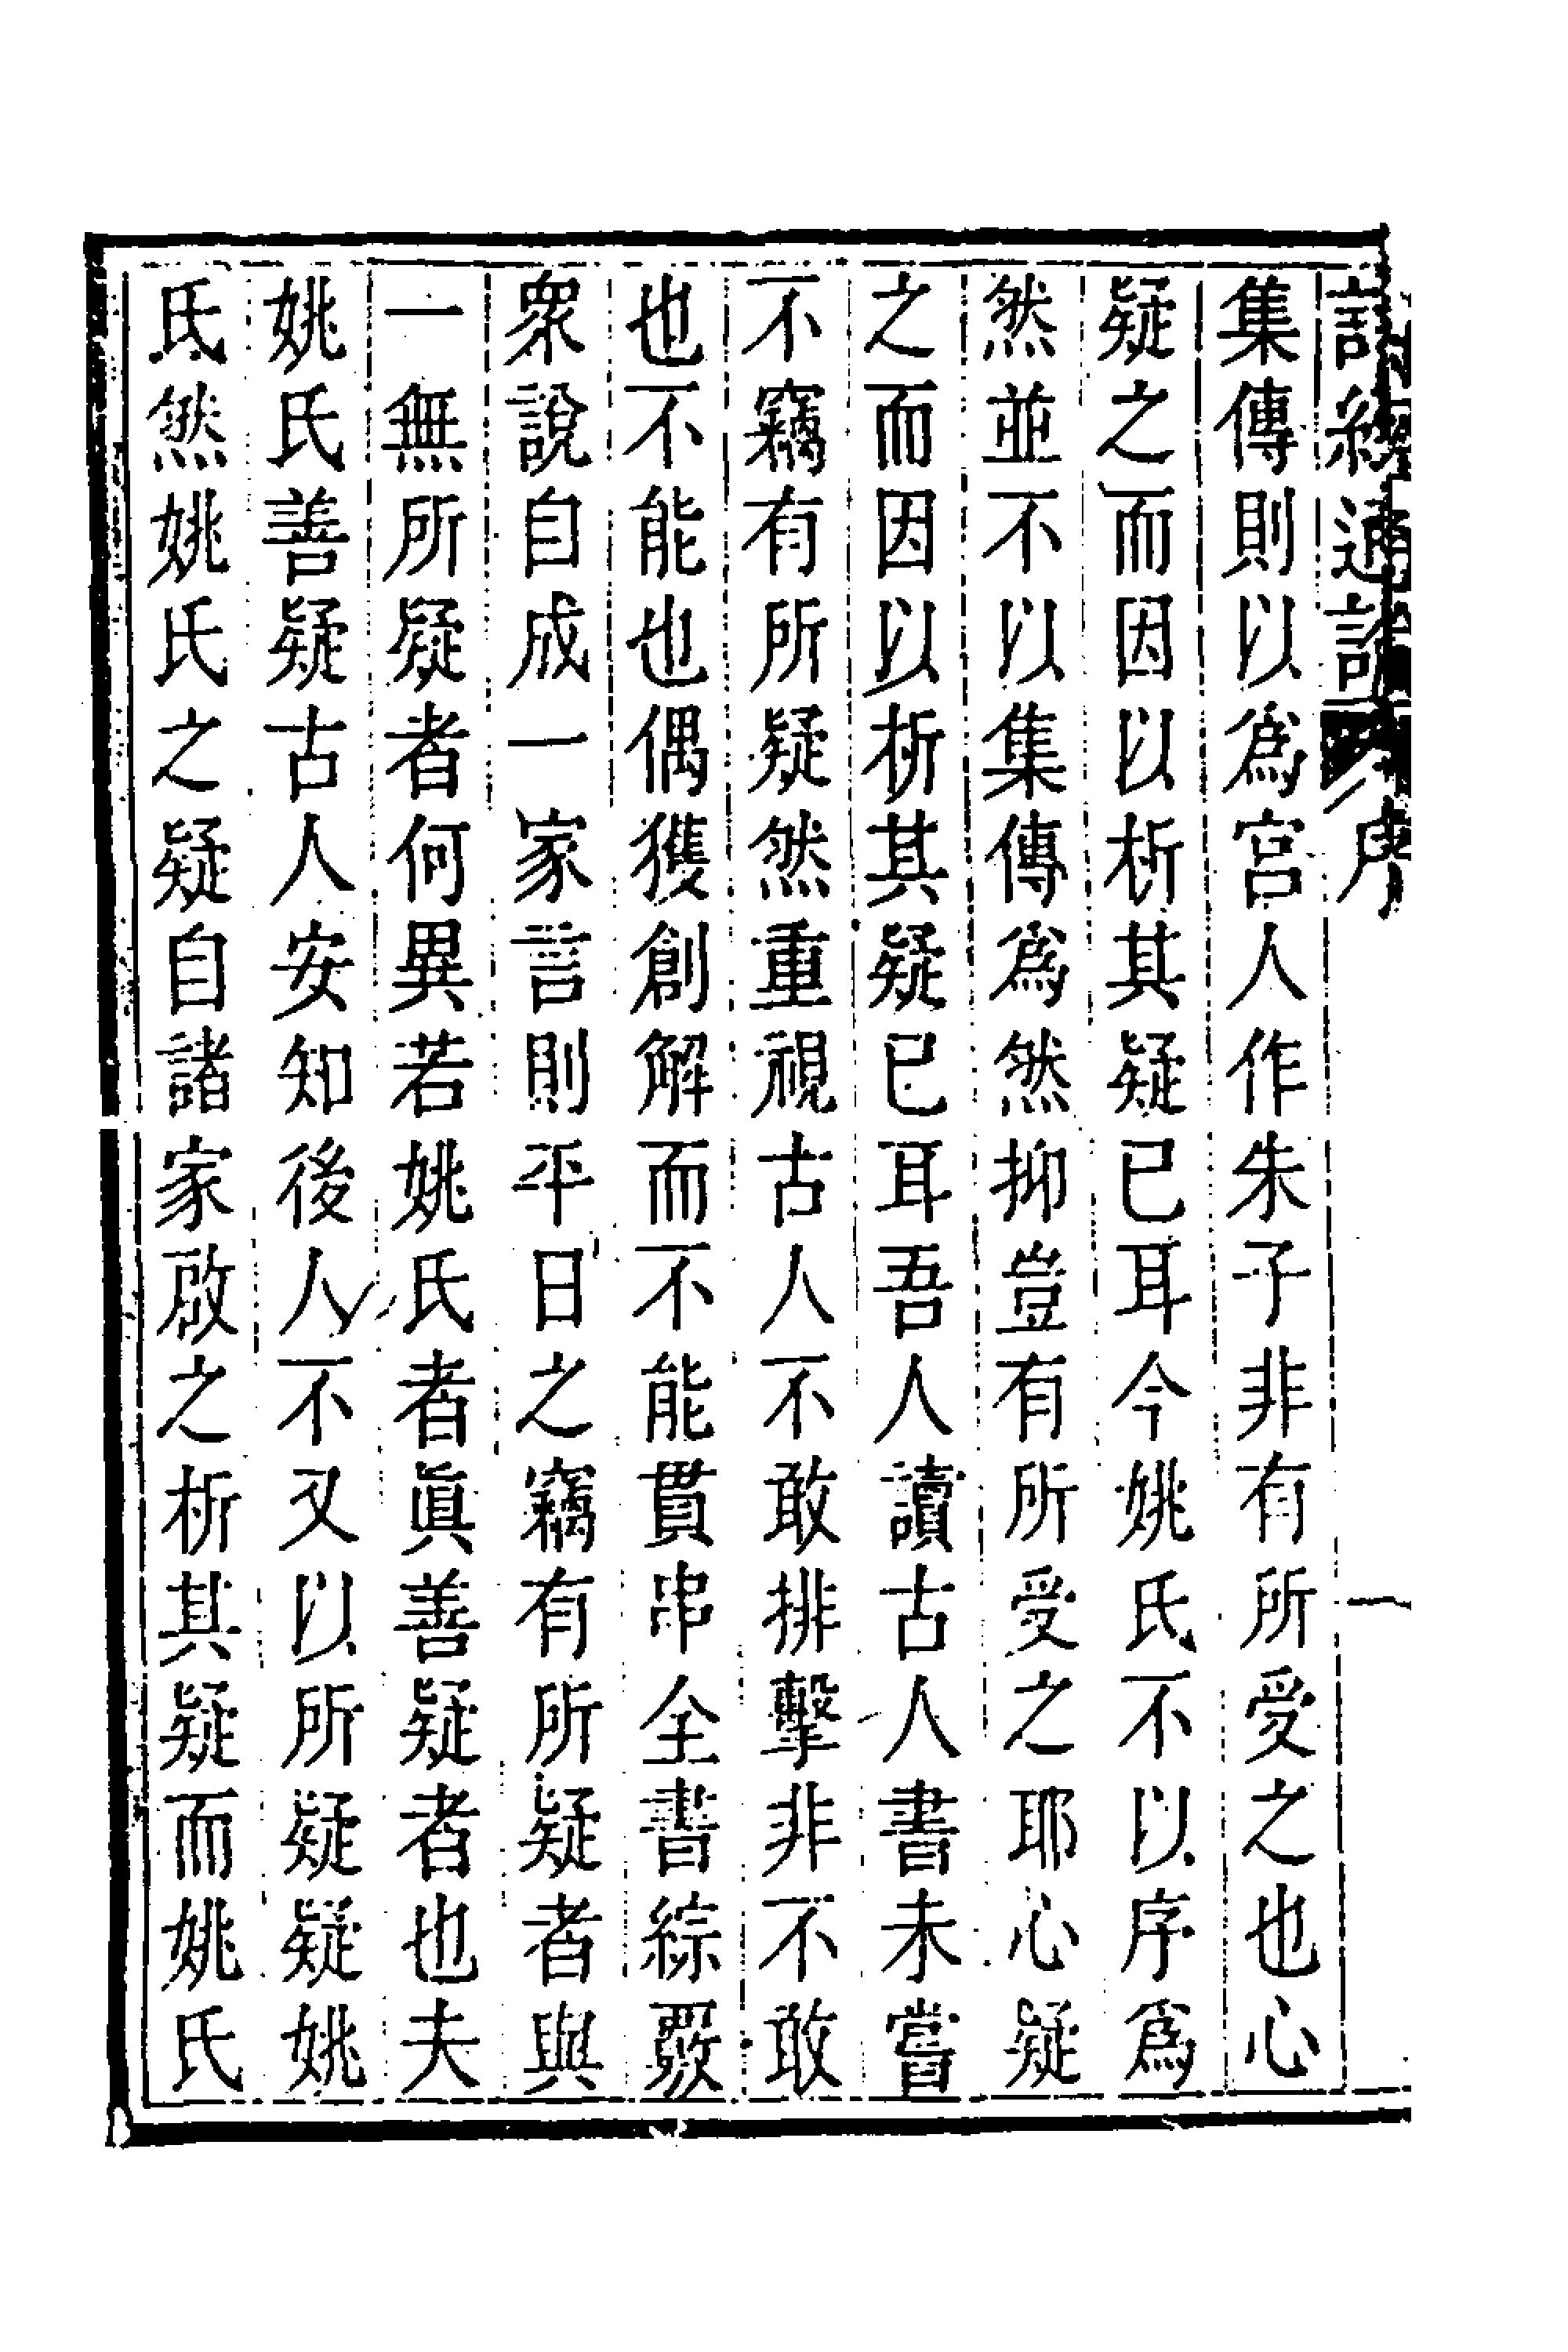 詩經通論 序 一
集傳則以爲宮人作朱子非有所受之也心
疑之而因以析其疑已耳今姚氏不以序爲
然並不以集傳爲然抑豈有所受之耶心疑
之而因以析其疑已耳吾人讀古人書未嘗
不竊有所疑然重視古人不敢排擊非不敢
也不能也偶獲創解而不能貫串全書綜覈
衆說自成一家言則平日之竊有所疑者與
一無所疑者何異若姚氏者眞善疑者也夫
姚氏善疑古人安知後人不又以所疑疑姚
氏然姚氏之疑自諸家啟之析其疑而姚氏